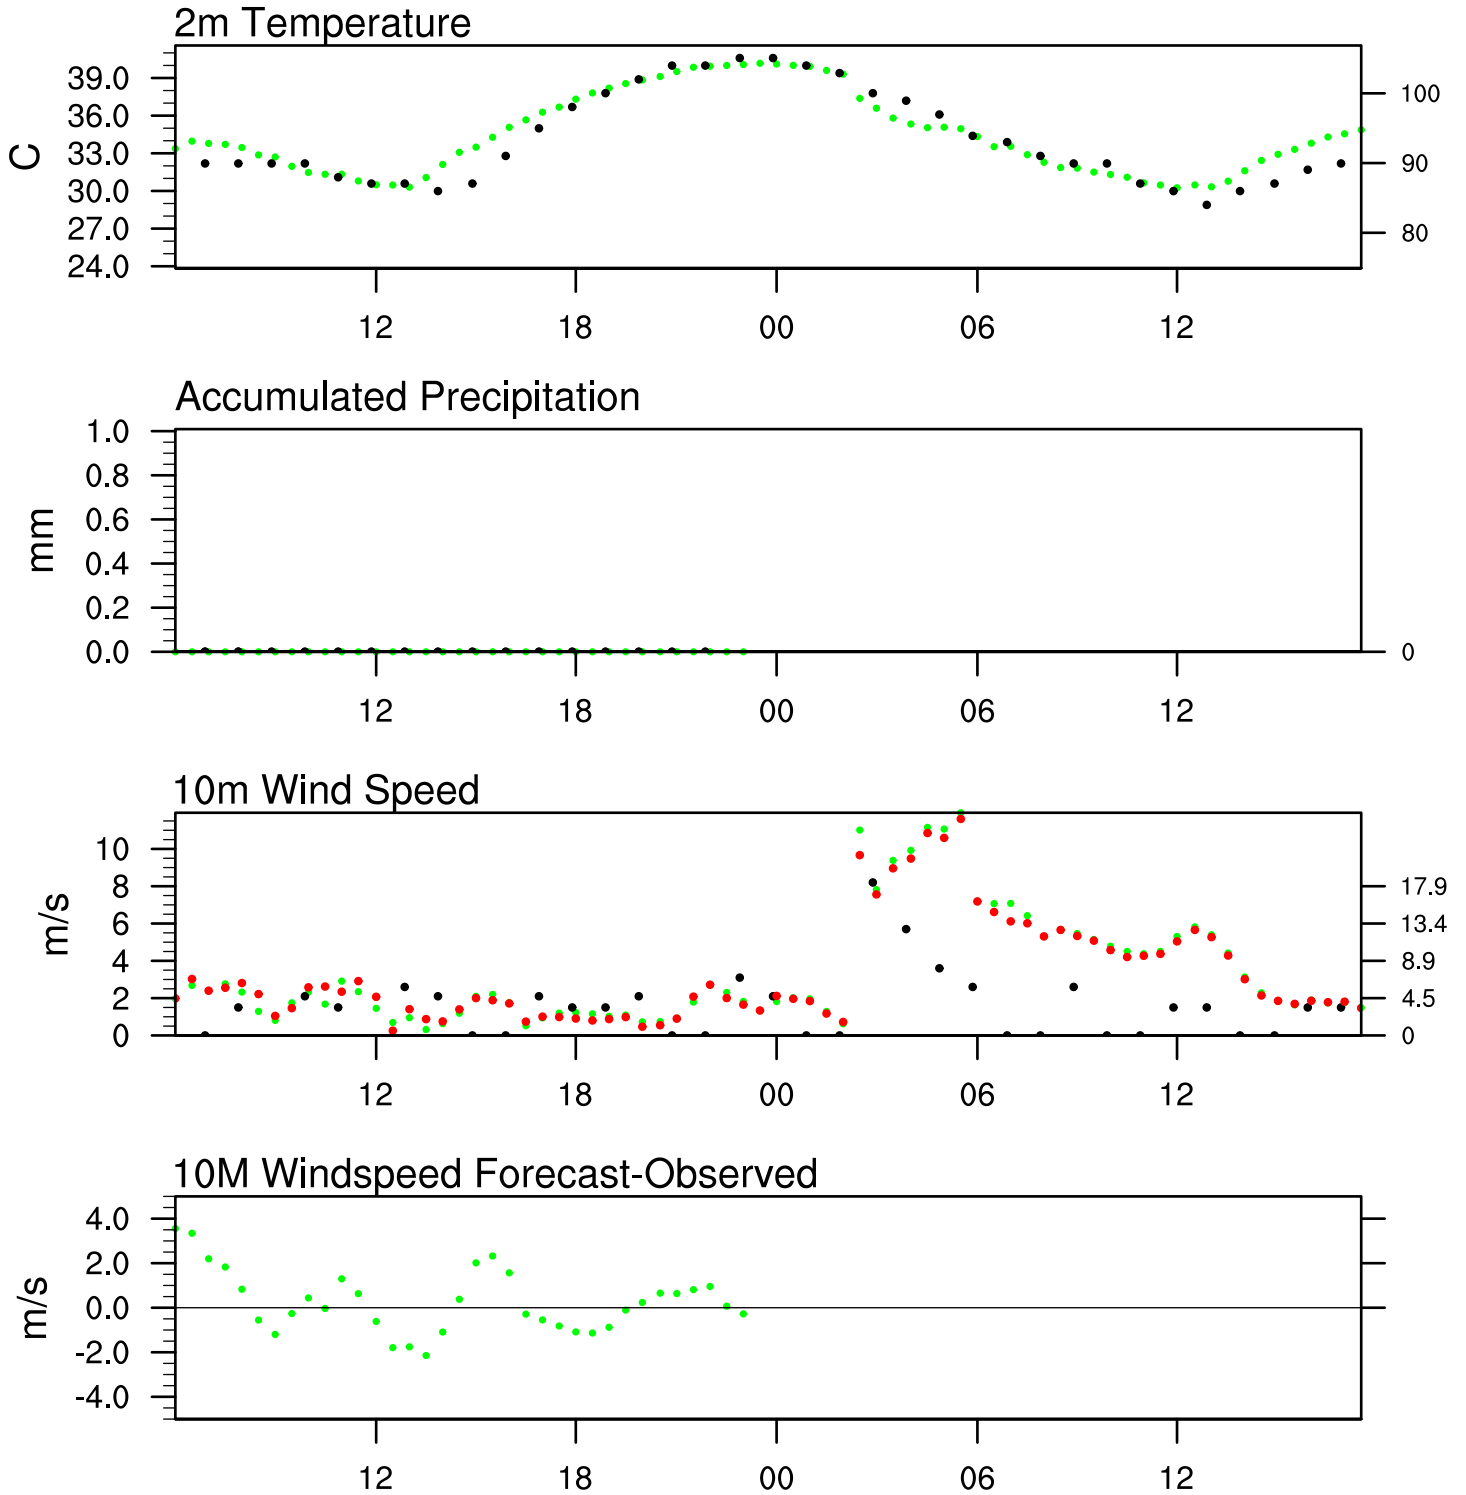 2m Temperature
39.0
36.0
33.0
30.0
27.0
24.0
C
100
90
80
12 18 00 06 12
Accumulated Precipitation
1.0
0.8
0.6
0.4
0.2
0.0
mm
0
12 18 00 06 12
10m Wind Speed
10
8
6
4
2
0
m/s
17.9
13.4
8.9
4.5
0
12 18 00 06 12
10M Windspeed Forecast-Observed
4.0
2.0
0.0
-2.0
-4.0
m/s
12 18 00 06 12